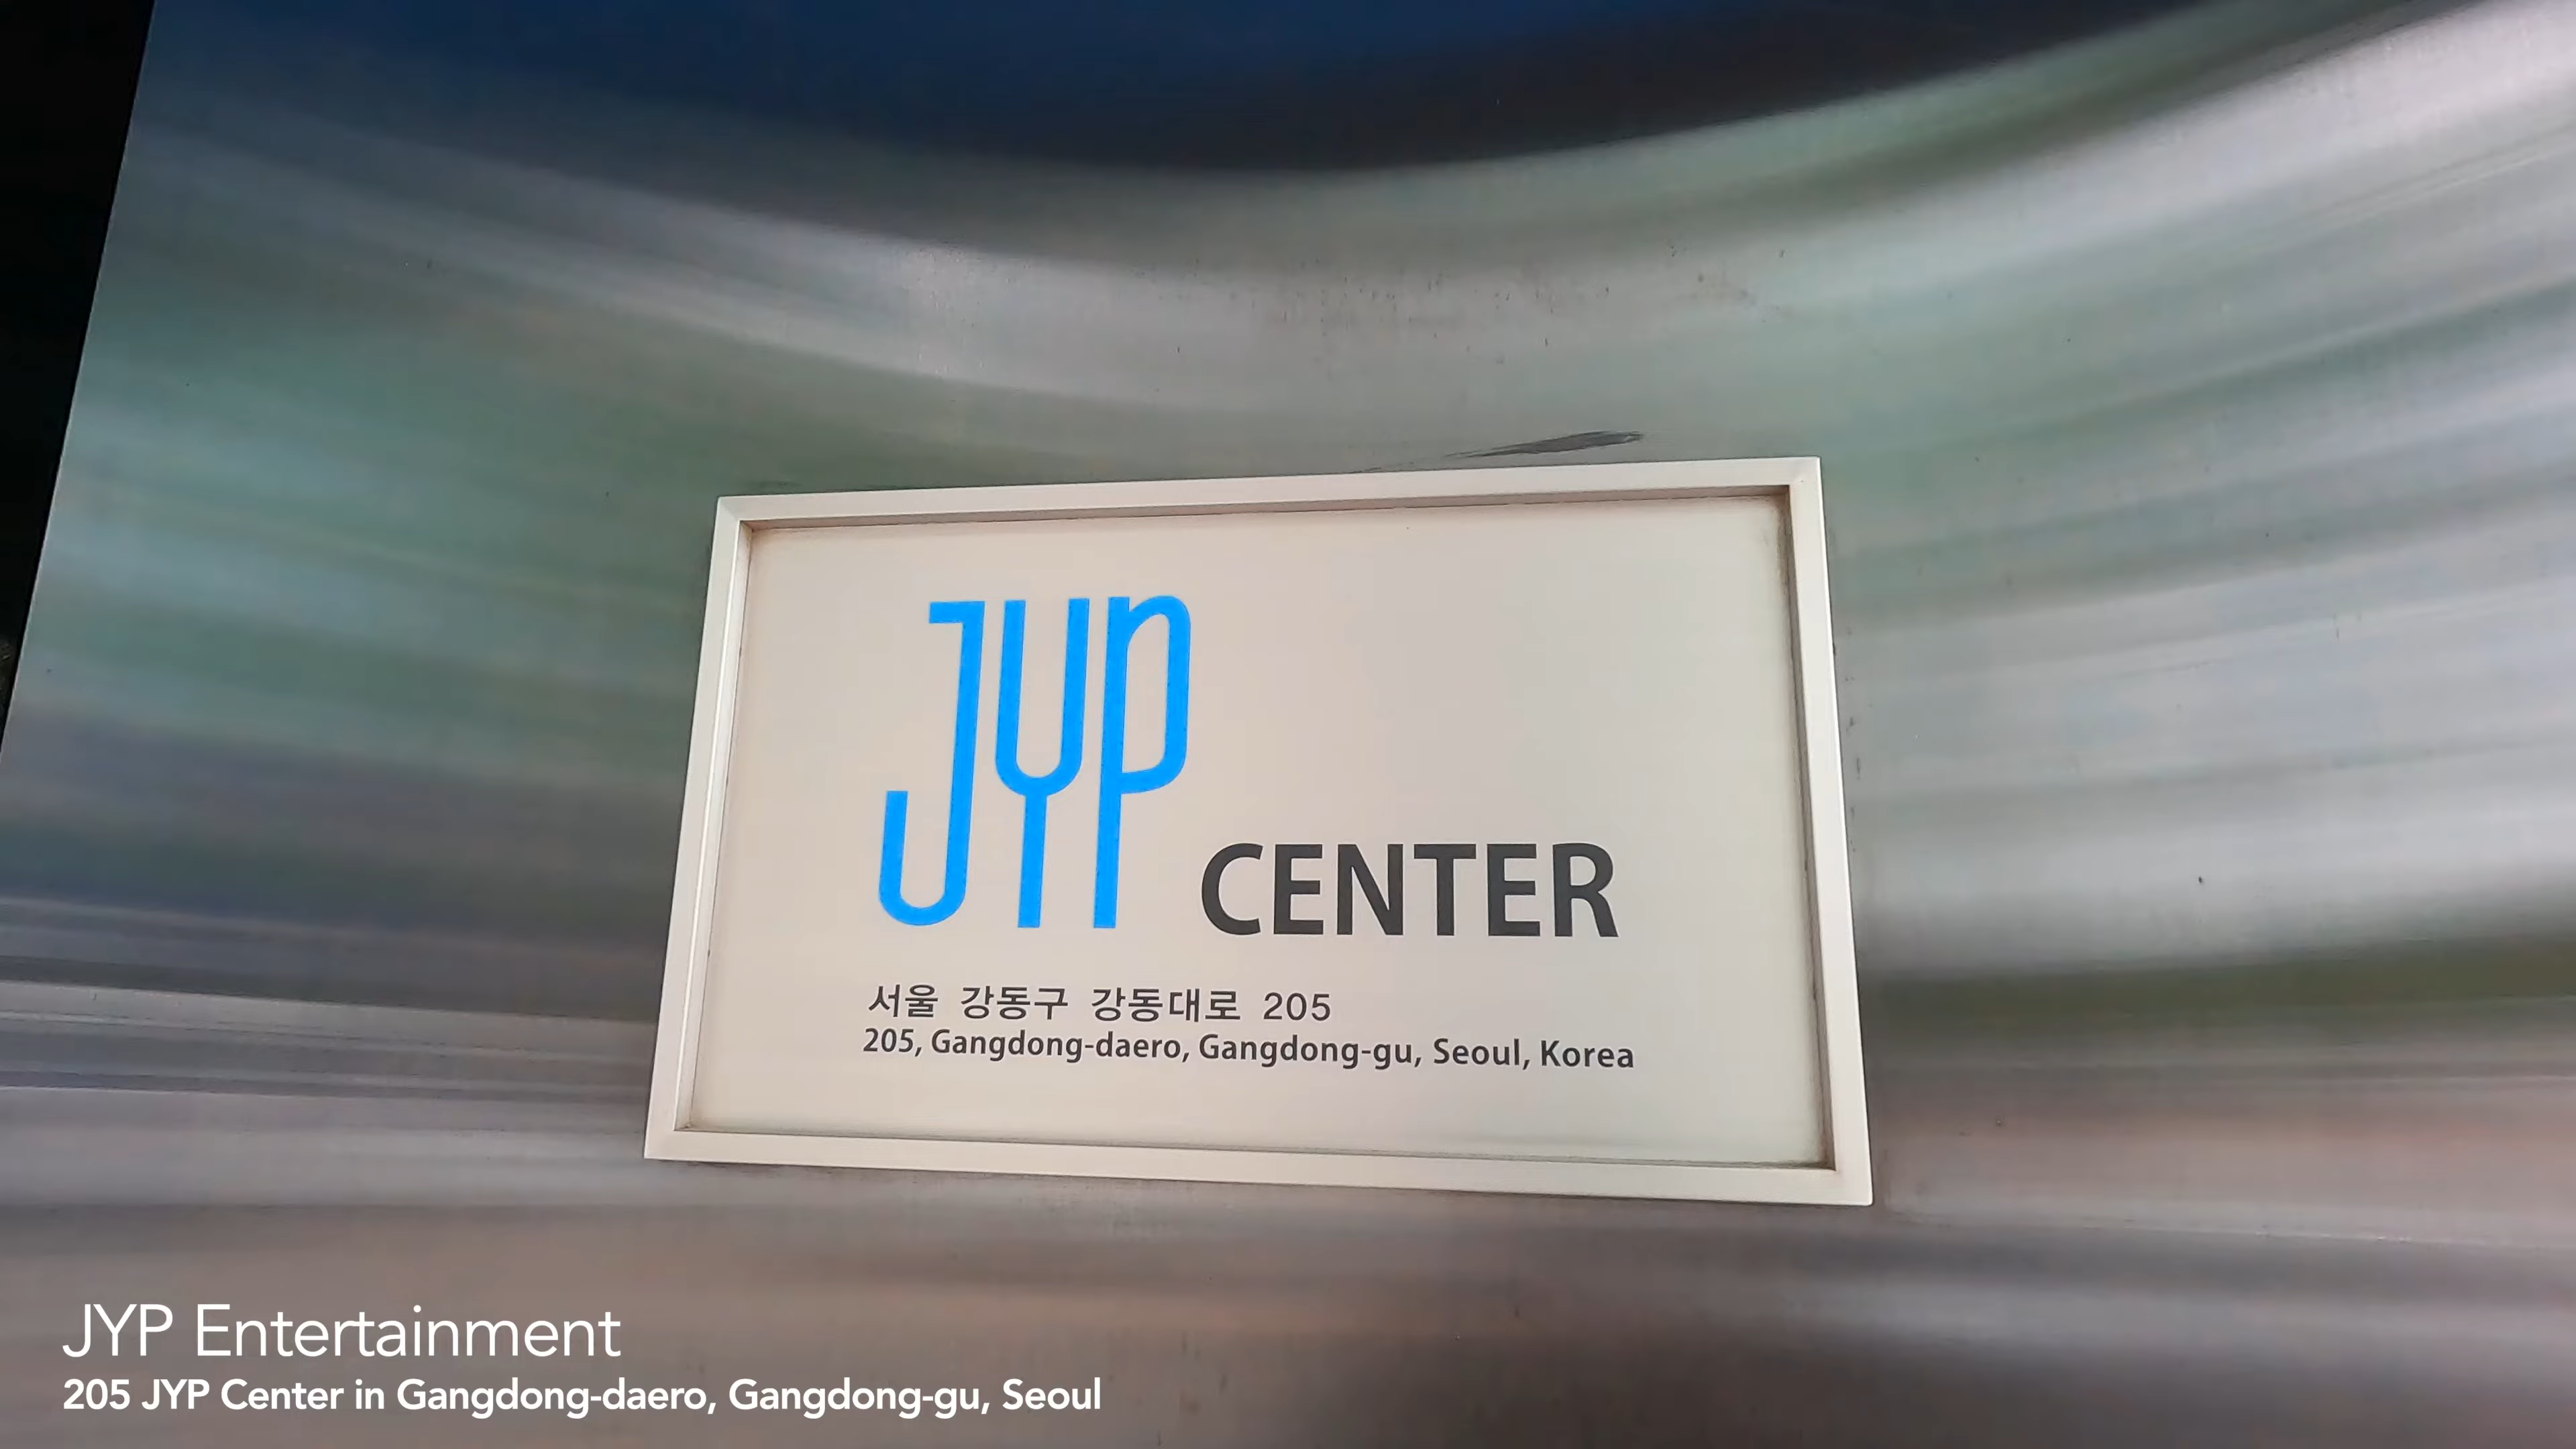 JYP CENTER
서울 강동구 강동대로 205
205, Gangdong-daero, Gangdong-gu, Seoul, Korea
JYP Entertainment
205 JYP Center in Gangdong-daero, Gangdong-gu, Seoul